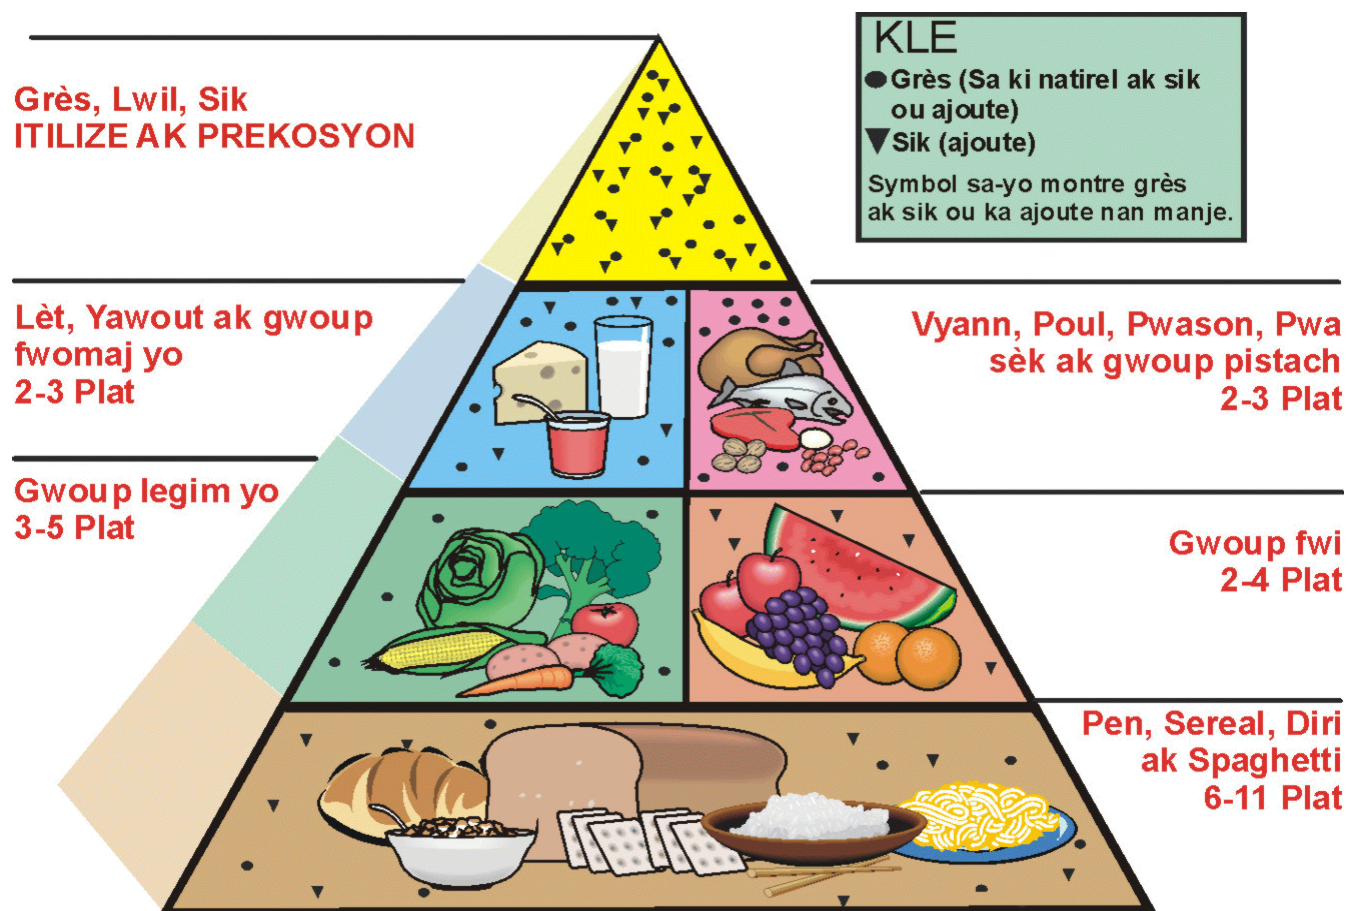 Grès, Lwil, Sik
ITILIZE AK PREKOSYON
KLE
Grès (Sa ki natirel ak sik
ou ajoute)
Sik (ajoute)
Symbol sa-yo montre grès
ak sik ou ka ajoute nan manje.
Lèt, Yawout ak gwoup
fwomaj yo
2-3 Plat
Vyann, Poul, Pwason, Pwa
sèk ak gwoup pistach
2-3 Plat
Gwoup legim yo
3-5 Plat
Gwoup fwi
2-4 Plat
Pen, Sereal, Diri
ak Spaghetti
6-11 Plat